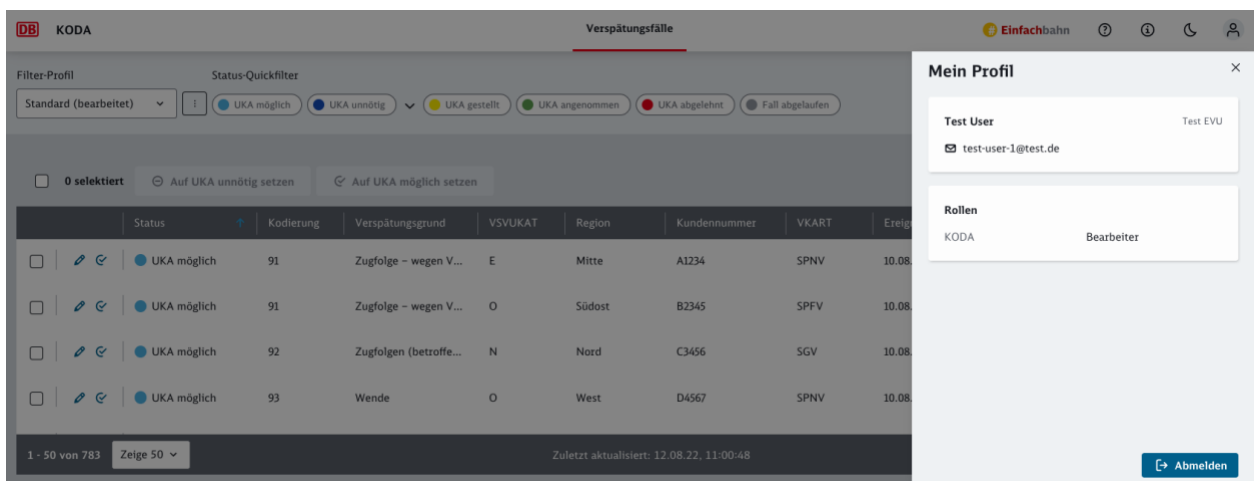 DB KODA Verspätungsfälle Einfachbahn
Filter-Profil Status-Quickfilter
Standard (bearbeitet) UKA möglich UKA unnötig UKA gestellt UKA angenommen UKA abgelehnt Fall abgelaufen
0 selektiert Auf UKA unnötig setzen Auf UKA möglich setzen
Status Kodierung Verspätungsgrund VSVUKAT Region Kundennummer VKART
UKA möglich 91 Zugfolge – wegen V... E Mitte A1234 SPNV 10.08.
UKA möglich 91 Zugfolge – wegen V... O Südost B2345 SPFV 10.08.
UKA möglich 92 Zugfolgen (betroffe... N Nord C3456 SGV 10.08.
UKA möglich 93 Wende O West D4567 SPNV 10.08.
1 - 50 von 783 Zeige 50 Zuletzt aktualisiert: 12.08.22, 11:00:48
Mein Profil
Test User Test EVU
test-user-1@test.de
Rollen
KODA Bearbeiter
Abmelden